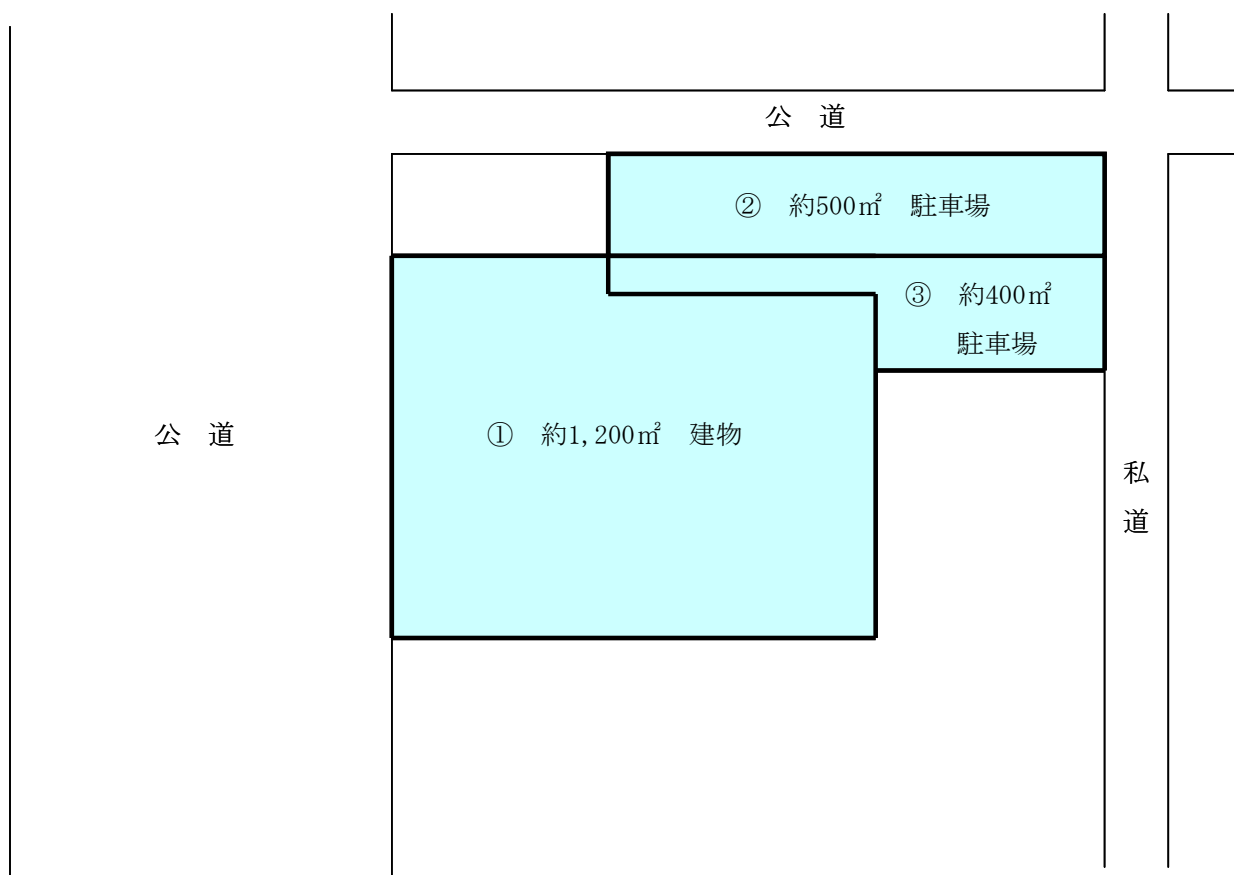 公　道
②　約500㎡　駐車場
③　約400㎡
駐車場
公　道
①　約1,200㎡　建物
私
道